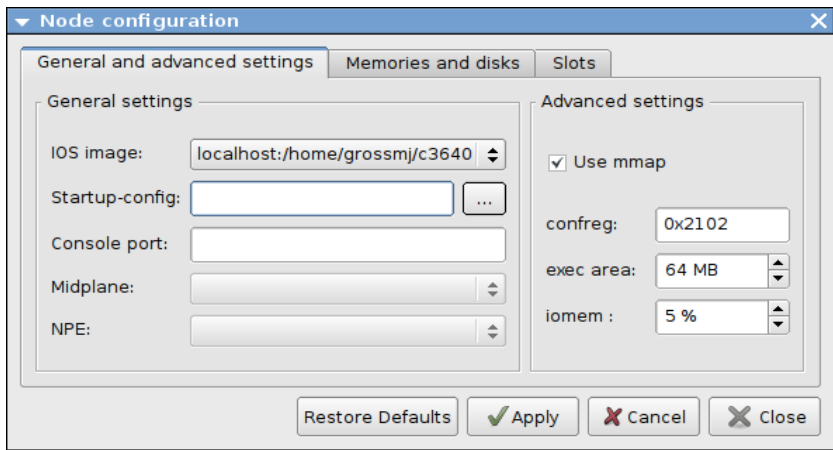 Node configuration
General and advanced settings
Memories and disks
Slots
General settings
IOS image:
localhost:/home/grossmj/c3640
Startup-config:
...
Console port:
Midplane:
NPE:
Advanced settings
Use mmap
confreg:
0x2102
exec area:
64 MB
iomem :
5 %
Restore Defaults
Apply
Cancel
Close